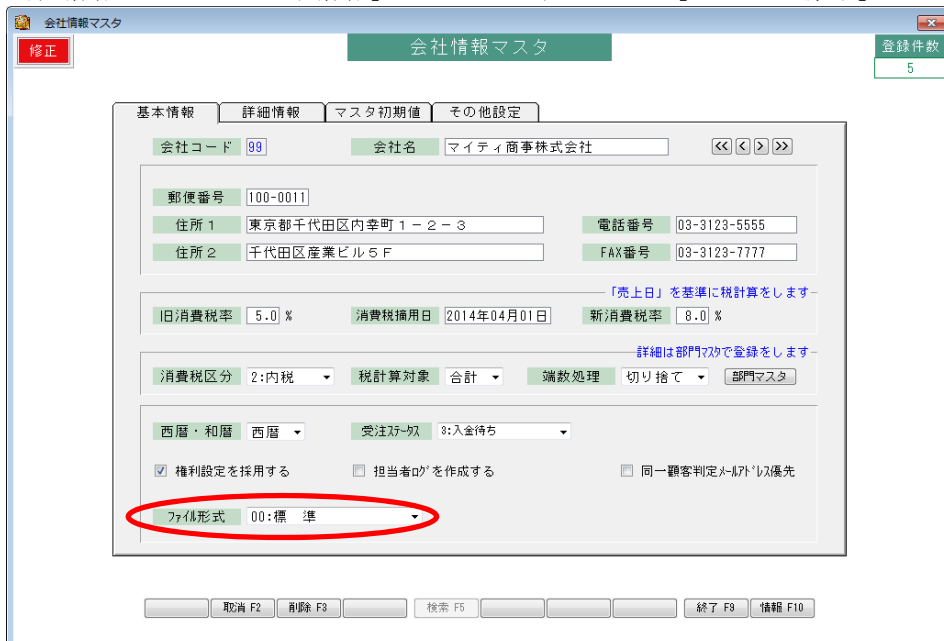 会社情報マスタ
修正
会社情報マスタ
登録件数
5
基本情報 詳細情報 マスタ初期値 その他設定
会社コード 99 会社名 マイティ商事株式会社 << < > >>
郵便番号 100-0011
住所1 東京都千代田区内幸町1-2-3 電話番号 03-3123-5555
住所2 千代田区産業ビル5F FAX番号 03-3123-7777
「売上日」を基準に税計算をします
旧消費税率 5.0 % 消費税摘用日 2014年04月01日 新消費税率 8.0 %
詳細は部門ﾏｽﾀで登録をします
消費税区分 2:内税 税計算対象 合計 端数処理 切り捨て 部門マスタ
西暦・和暦 西暦 受注ｽﾃｰﾀｽ 3:入金待ち
権利設定を採用する 担当者ﾛｸﾞを作成する 同一顧客判定ﾒｰﾙｱﾄﾞﾚｽ優先
ﾌｧｲﾙ形式 00:標 準
取消 F2 削除 F3 検索 F5 終了 F9 情報 F10